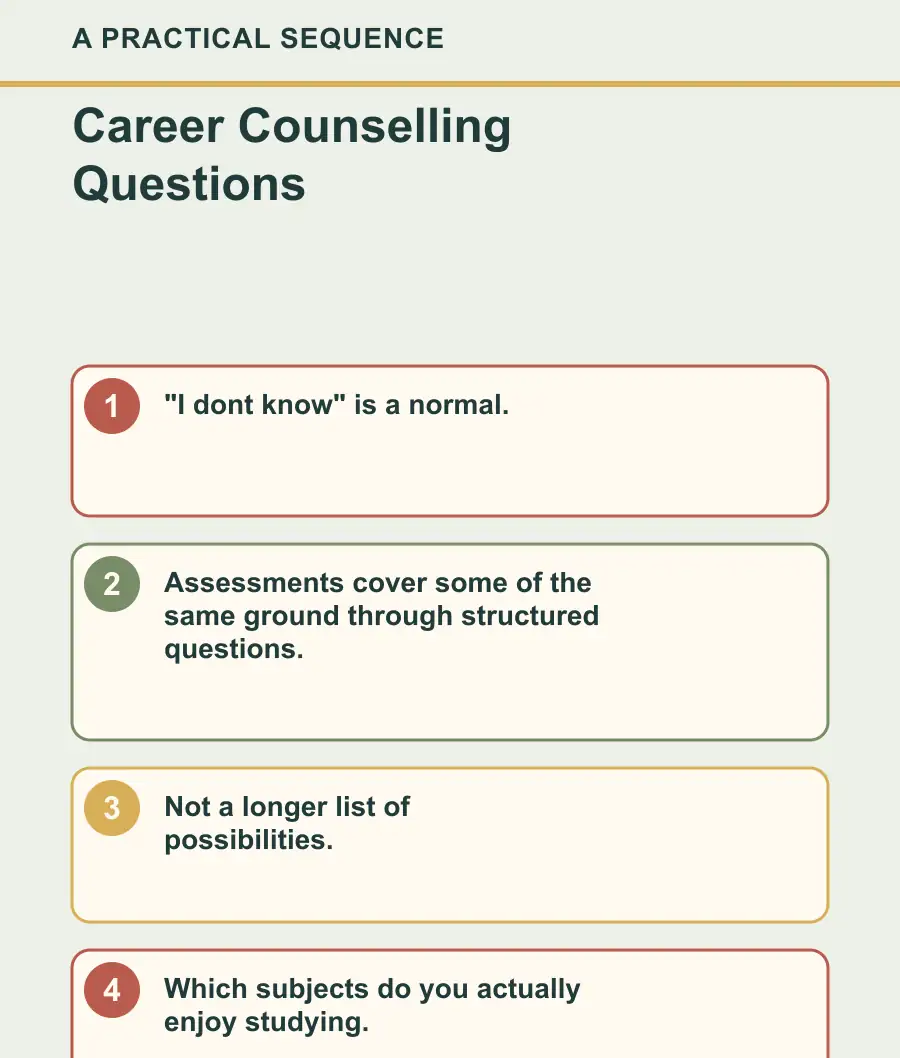 A PRACTICAL SEQUENCE
Career Counselling
Questions
1
"I dont know" is a normal.
2
Assessments cover some of the
same ground through structured
questions.
3
Not a longer list of
possibilities.
4
Which subjects do you actually
enjoy studying.